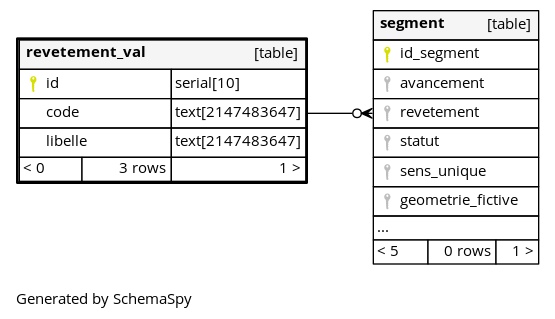 revetement_val [table]
id serial[10]
code text[2147483647]
libelle text[2147483647]
< 0 3 rows 1 >
segment [table]
id_segment
avancement
revetement
statut
sens_unique
geometrie_fictive
...
< 5 0 rows 1 >
Generated by SchemaSpy